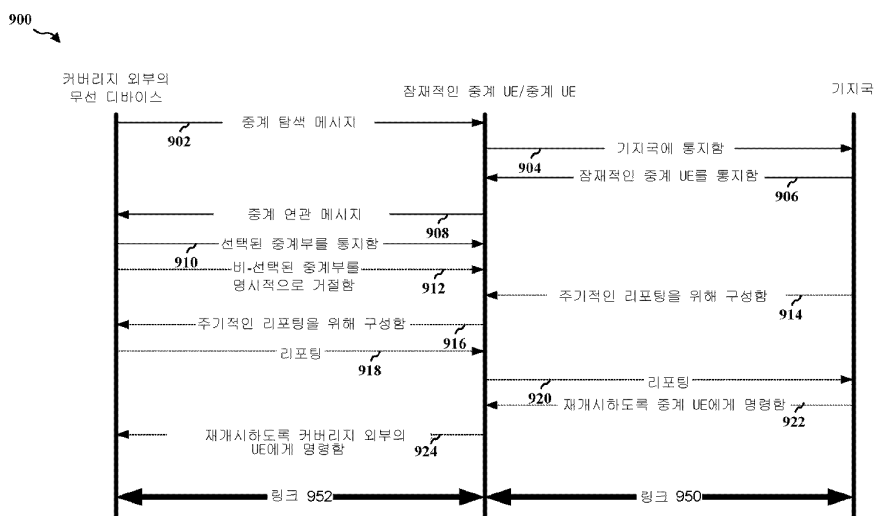 900
커버리지 외부의
무선 디바이스
잠재적인 중계 UE/중계 UE
기지국
중계 탐색 메시지
902
기지국에 통지함
904
잠재적인 중계 UE를 통지함
906
중계 연관 메시지
908
선택된 중계부를 통지함
910
비-선택된 중계부를
명시적으로 거절함
912
주기적인 리포팅을 위해 구성함
914
주기적인 리포팅을 위해 구성함
916
리포팅
918
리포팅
920
재개시하도록 중계 UE에게 명령함
922
재개시하도록 커버리지 외부의
UE에게 명령함
924
링크 952
링크 950